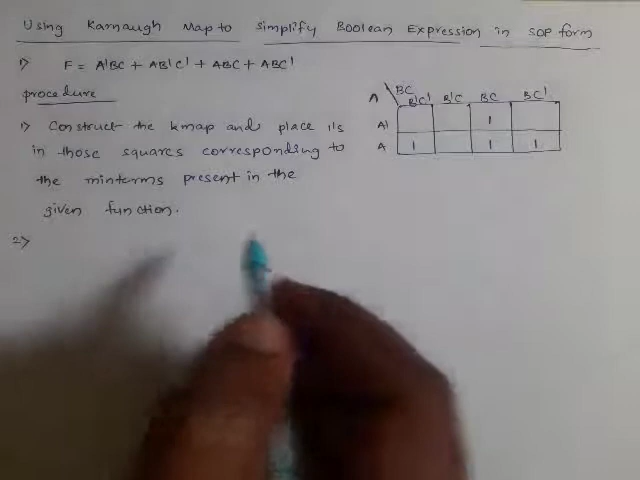 Using Karnaugh Map to simplify Boolean Expression in SOP form
1) F = A'BC + AB'C' + ABC + ABC'
procedure
1) Construct the kmap and place 1's
in those squares corresponding to
the minterms present in the
given function.
2)
A BC
B'C' B'C BC BC'
A' 1
A 1 1 1